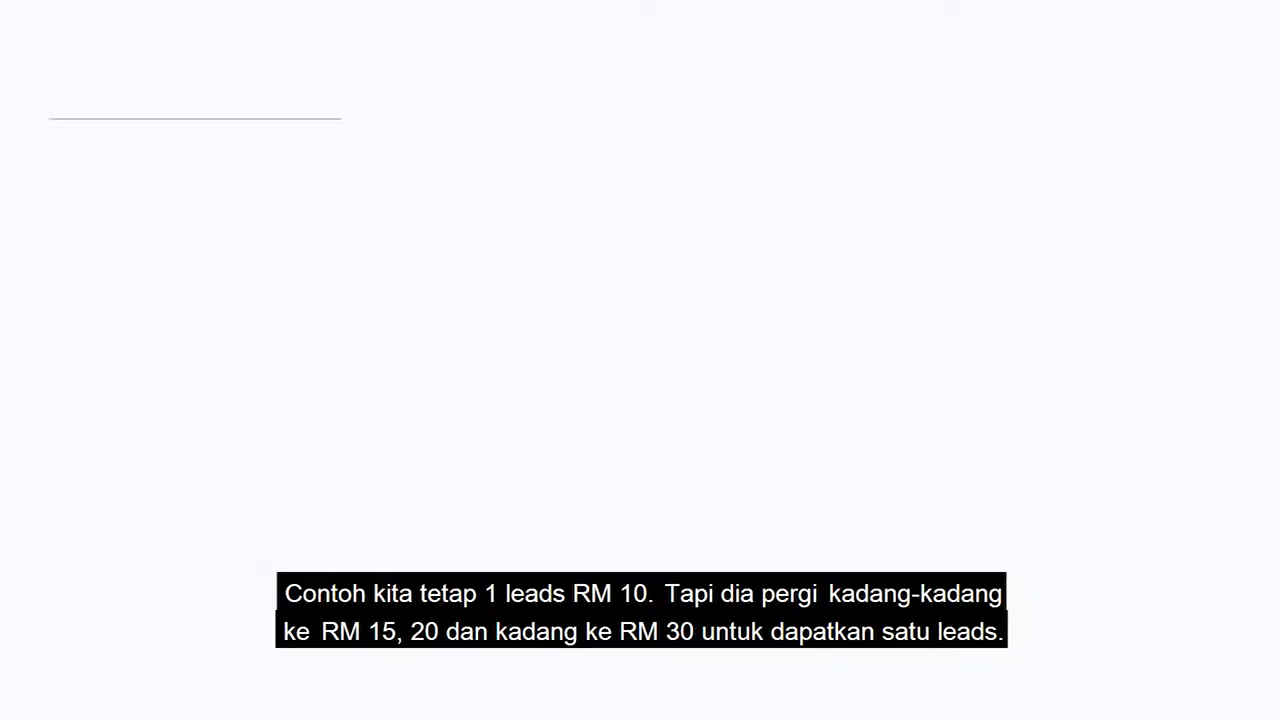 Contoh kita tetap 1 leads RM 10. Tapi dia pergi kadang-kadang
ke RM 15, 20 dan kadang ke RM 30 untuk dapatkan satu leads.